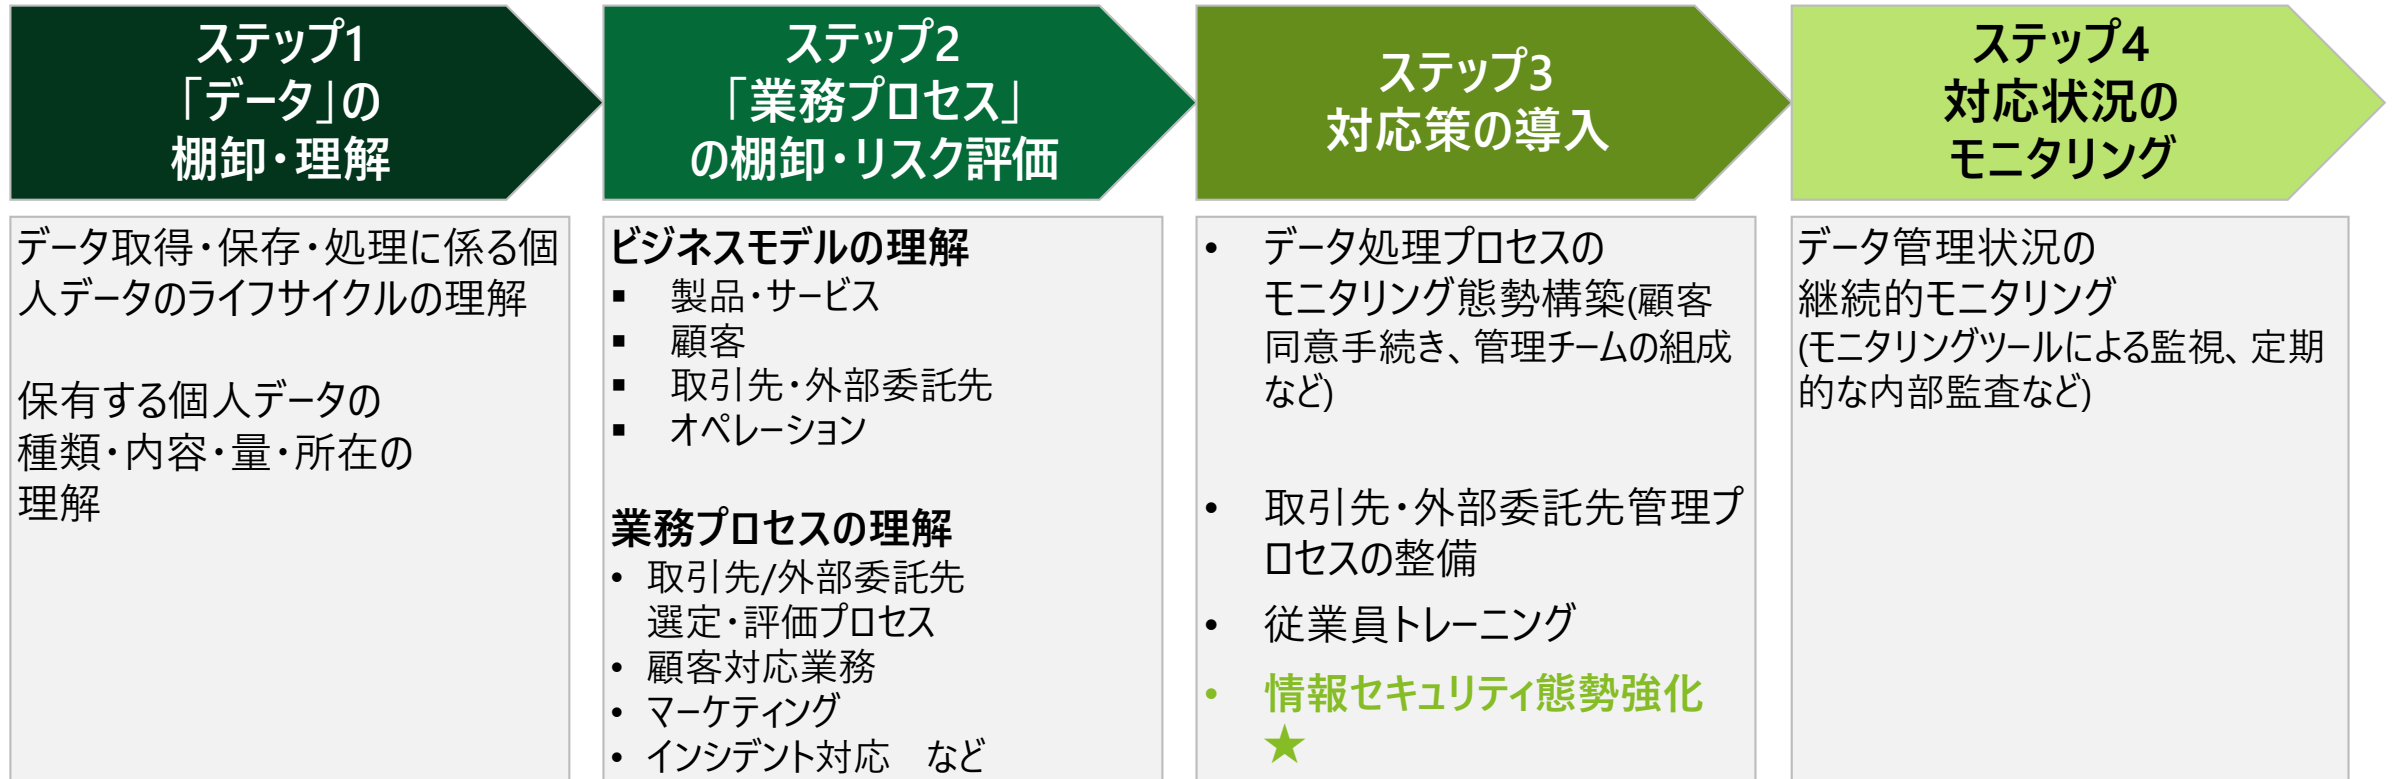 ステップ1
「データ」の
棚卸・理解
ステップ2
「業務プロセス」
の棚卸・リスク評価
ステップ3
対応策の導入
ステップ4
対応状況の
モニタリング
データ取得・保存・処理に係る個
人データのライフサイクルの理解
保有する個人データの
種類・内容・量・所在の
理解
ビジネスモデルの理解
▪ 製品・サービス
▪ 顧客
▪ 取引先・外部委託先
▪ オペレーション
業務プロセスの理解
• 取引先/外部委託先
選定・評価プロセス
• 顧客対応業務
• マーケティング
• インシデント対応　など
• データ処理プロセスの
モニタリング態勢構築(顧客
同意手続き、管理チームの組成
など)
• 取引先・外部委託先管理プ
ロセスの整備
• 従業員トレーニング
• 情報セキュリティ態勢強化
★
データ管理状況の
継続的モニタリング
(モニタリングツールによる監視、定期
的な内部監査など)